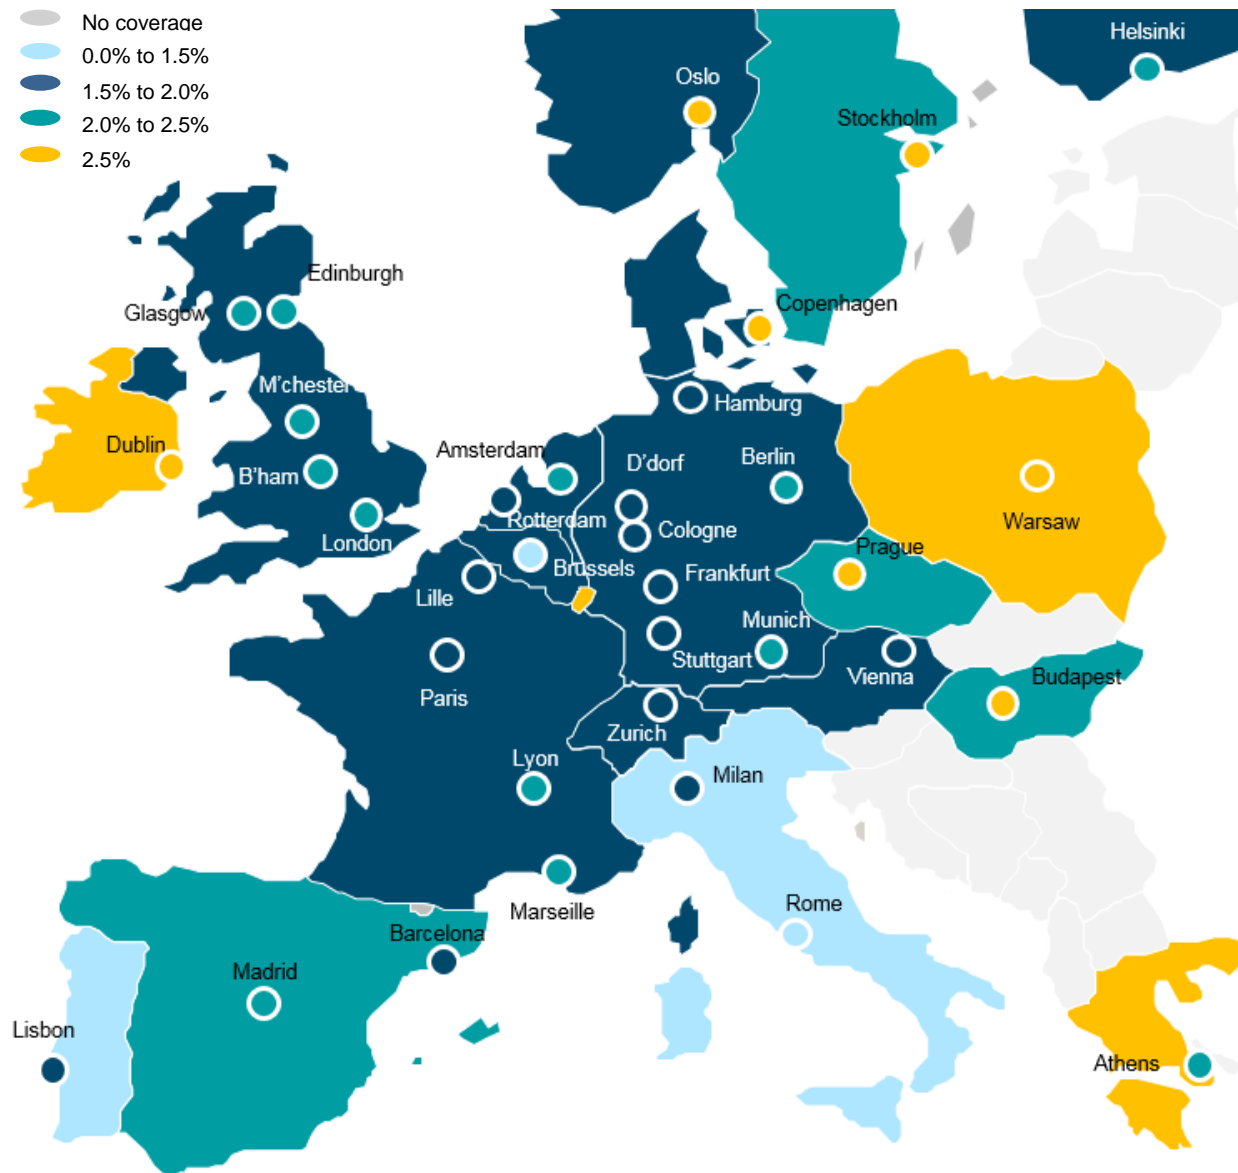 No coverage
0.0% to 1.5%
1.5% to 2.0%
2.0% to 2.5%
2.5%
Helsinki
Oslo
Stockholm
Edinburgh
Glasgow
Copenhagen
M'chester
Hamburg
Dublin
Amsterdam
D'dorf
Berlin
B'ham
Rotterdam
Warsaw
London
Cologne
Prague
Brussels
Frankfurt
Lille
Munich
Stuttgart
Vienna
Budapest
Paris
Zurich
Lyon
Milan
Rome
Marseille
Barcelona
Madrid
Lisbon
Athens